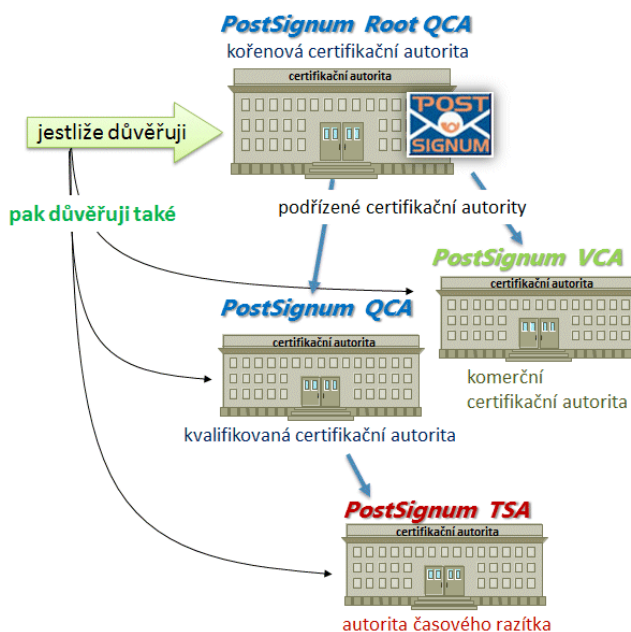 PostSignum Root QCA
kořenová certifikační autorita
certifikační autorita
POST
SIGNUM
jestliže důvěřuji
pak důvěřuji také
podřízené certifikační autority
PostSignum VCA
certifikační autorita
komerční
certifikační autorita
PostSignum QCA
certifikační autorita
kvalifikovaná certifikační autorita
PostSignum TSA
certifikační autorita
autorita časového razítka